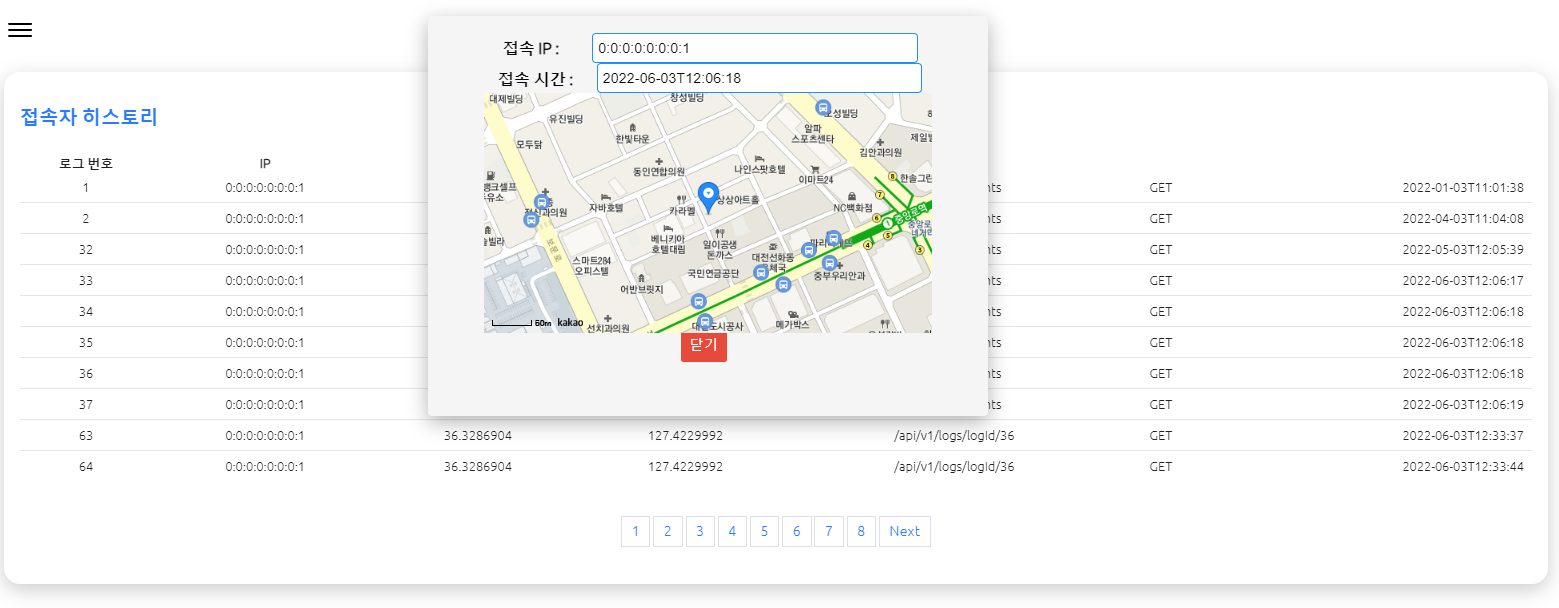 접속 IP :
0:0:0:0:0:0:0:1
접속 시간 :
2022-06-03T12:06:18
대제빌딩
창성빌딩
유진빌딩
모두닭
한빛타운
알파
스포츠센타
제일빌
김안과의원
동인연합의원
나인스팟호텔
이마트24
한솔그린
자바호텔
카라멜
상상아트홀
NC백화점
중앙로역
베니키아
호텔대림
일이공생
돈까스
대전선화동
우체국
국민연금공단
중부우리안과
스마트284
오피스텔
어반브릿지
선치과의원
메가박스
보문로
60m
kakao
1
3
4
5
6
7
8
닫기
접속자 히스토리
로그 번호 IP
1 0:0:0:0:0:0:0:1 nts GET 2022-01-03T11:01:38
2 0:0:0:0:0:0:0:1 GET 2022-04-03T11:04:08
32 0:0:0:0:0:0:0:1 GET 2022-05-03T12:05:39
33 0:0:0:0:0:0:0:1 GET 2022-06-03T12:06:17
34 0:0:0:0:0:0:0:1 GET 2022-06-03T12:06:18
35 0:0:0:0:0:0:0:1 GET 2022-06-03T12:06:18
36 0:0:0:0:0:0:0:1 nts GET 2022-06-03T12:06:18
37 0:0:0:0:0:0:0:1 nts GET 2022-06-03T12:06:19
63 0:0:0:0:0:0:0:1 36.3286904 127.4229992 /api/v1/logs/logId/36 GET 2022-06-03T12:33:37
64 0:0:0:0:0:0:0:1 36.3286904 127.4229992 /api/v1/logs/logId/36 GET 2022-06-03T12:33:44
1 2 3 4 5 6 7 8 Next